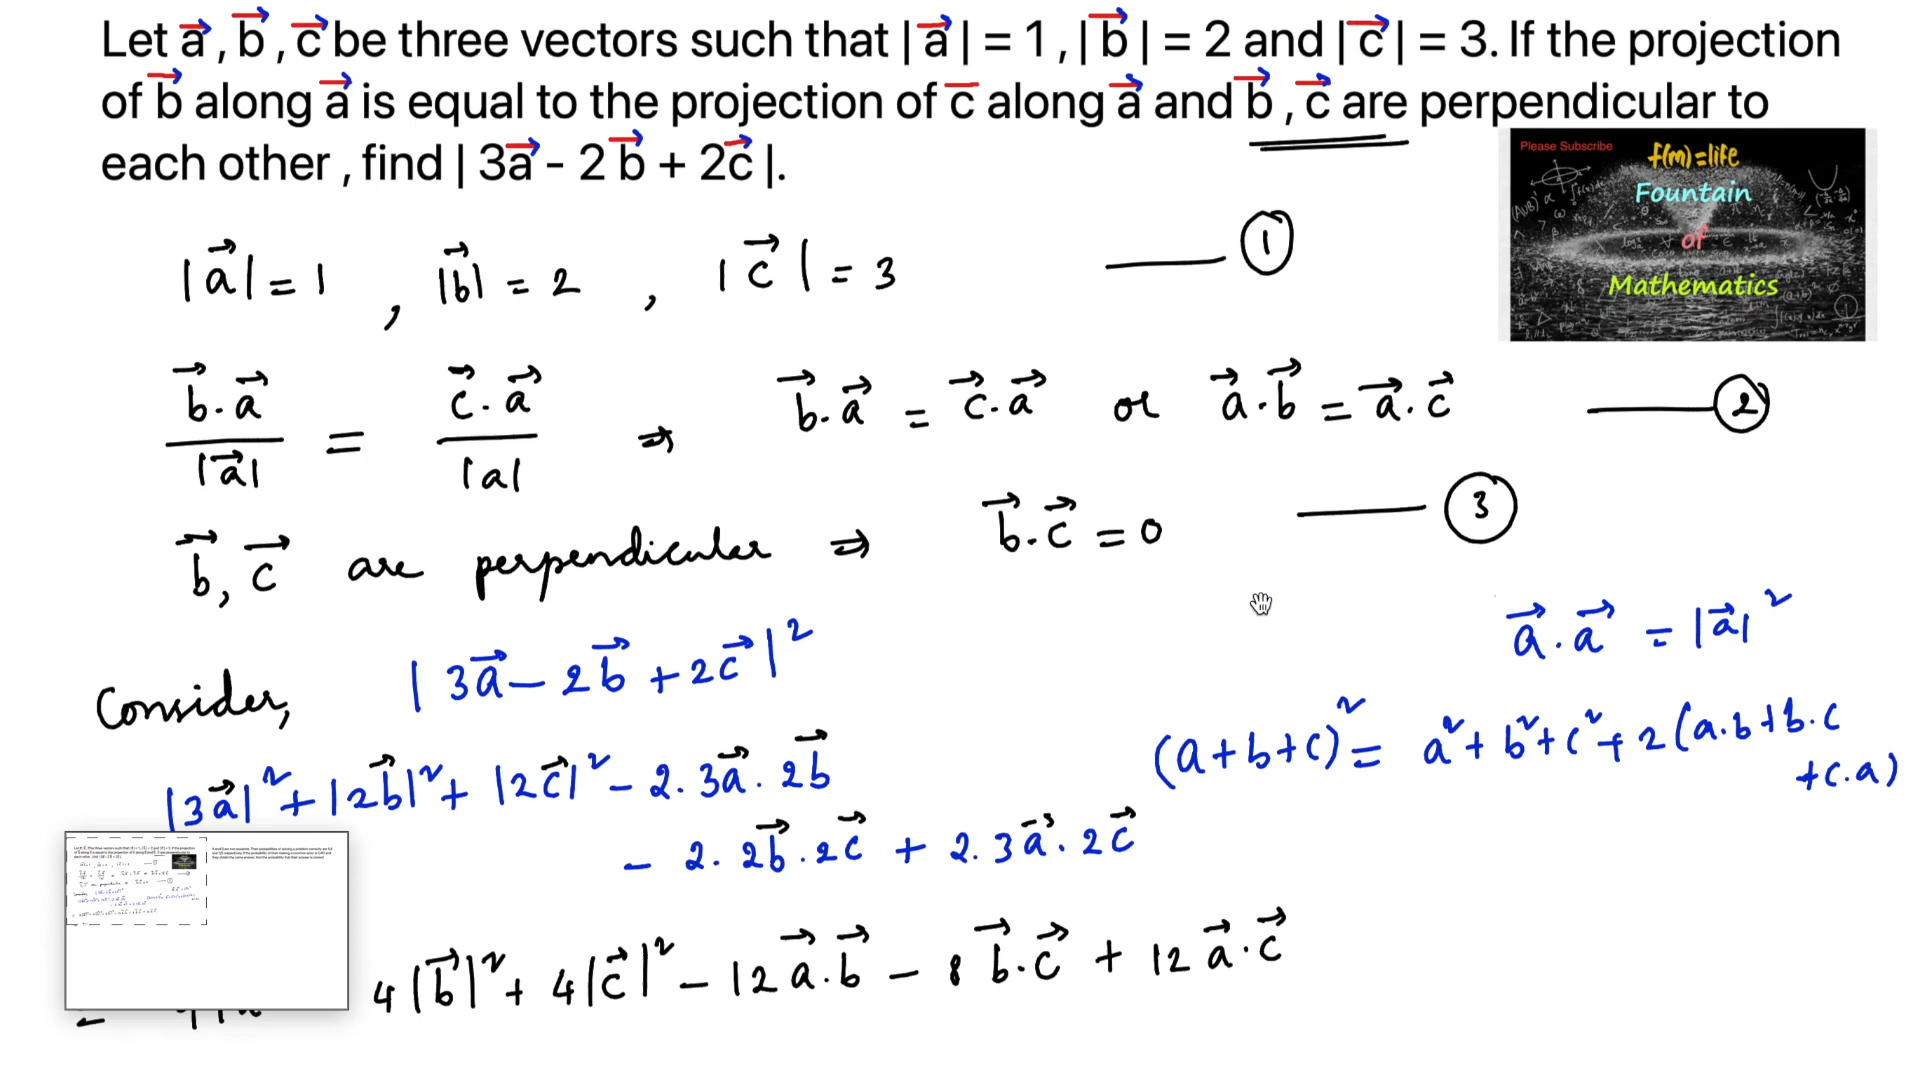 Let a⃗ , b⃗ , c⃗ be three vectors such that | a⃗ | = 1 , | b⃗ | = 2 and | c⃗ | = 3. If the projection
of b⃗ along a⃗ is equal to the projection of c̅ along a⃗ and b⃗ , c⃗ are perpendicular to
each other , find | 3a⃗ - 2 b⃗ + 2c⃗ |.
Please Subscribe
f(m)=life
Fountain
of
Mathematics
|a⃗| = 1 , |b⃗| = 2 , |c⃗| = 3 —— ①
b⃗.a⃗ / |a⃗| = c⃗.a⃗ / |a| ⇒ b⃗.a⃗ = c⃗.a⃗ or a⃗.b⃗ = a⃗.c⃗ —— ②
b⃗, c⃗ are perpendicular ⇒ b⃗.c⃗ = 0 —— ③
a⃗.a⃗ = |a⃗|²
Consider, | 3a⃗ – 2b⃗ + 2c⃗ |²
(a+b+c)² = a²+b²+c²+2(a.b+b.c
+c.a)
|3a⃗|² + |2b⃗|² + |2c⃗|² – 2.3a⃗.2b⃗
– 2.2b⃗.2c⃗ + 2.3a⃗.2c⃗
4|b⃗|² + 4|c⃗|² – 12a⃗.b⃗ – 8b⃗.c⃗ + 12a⃗.c⃗